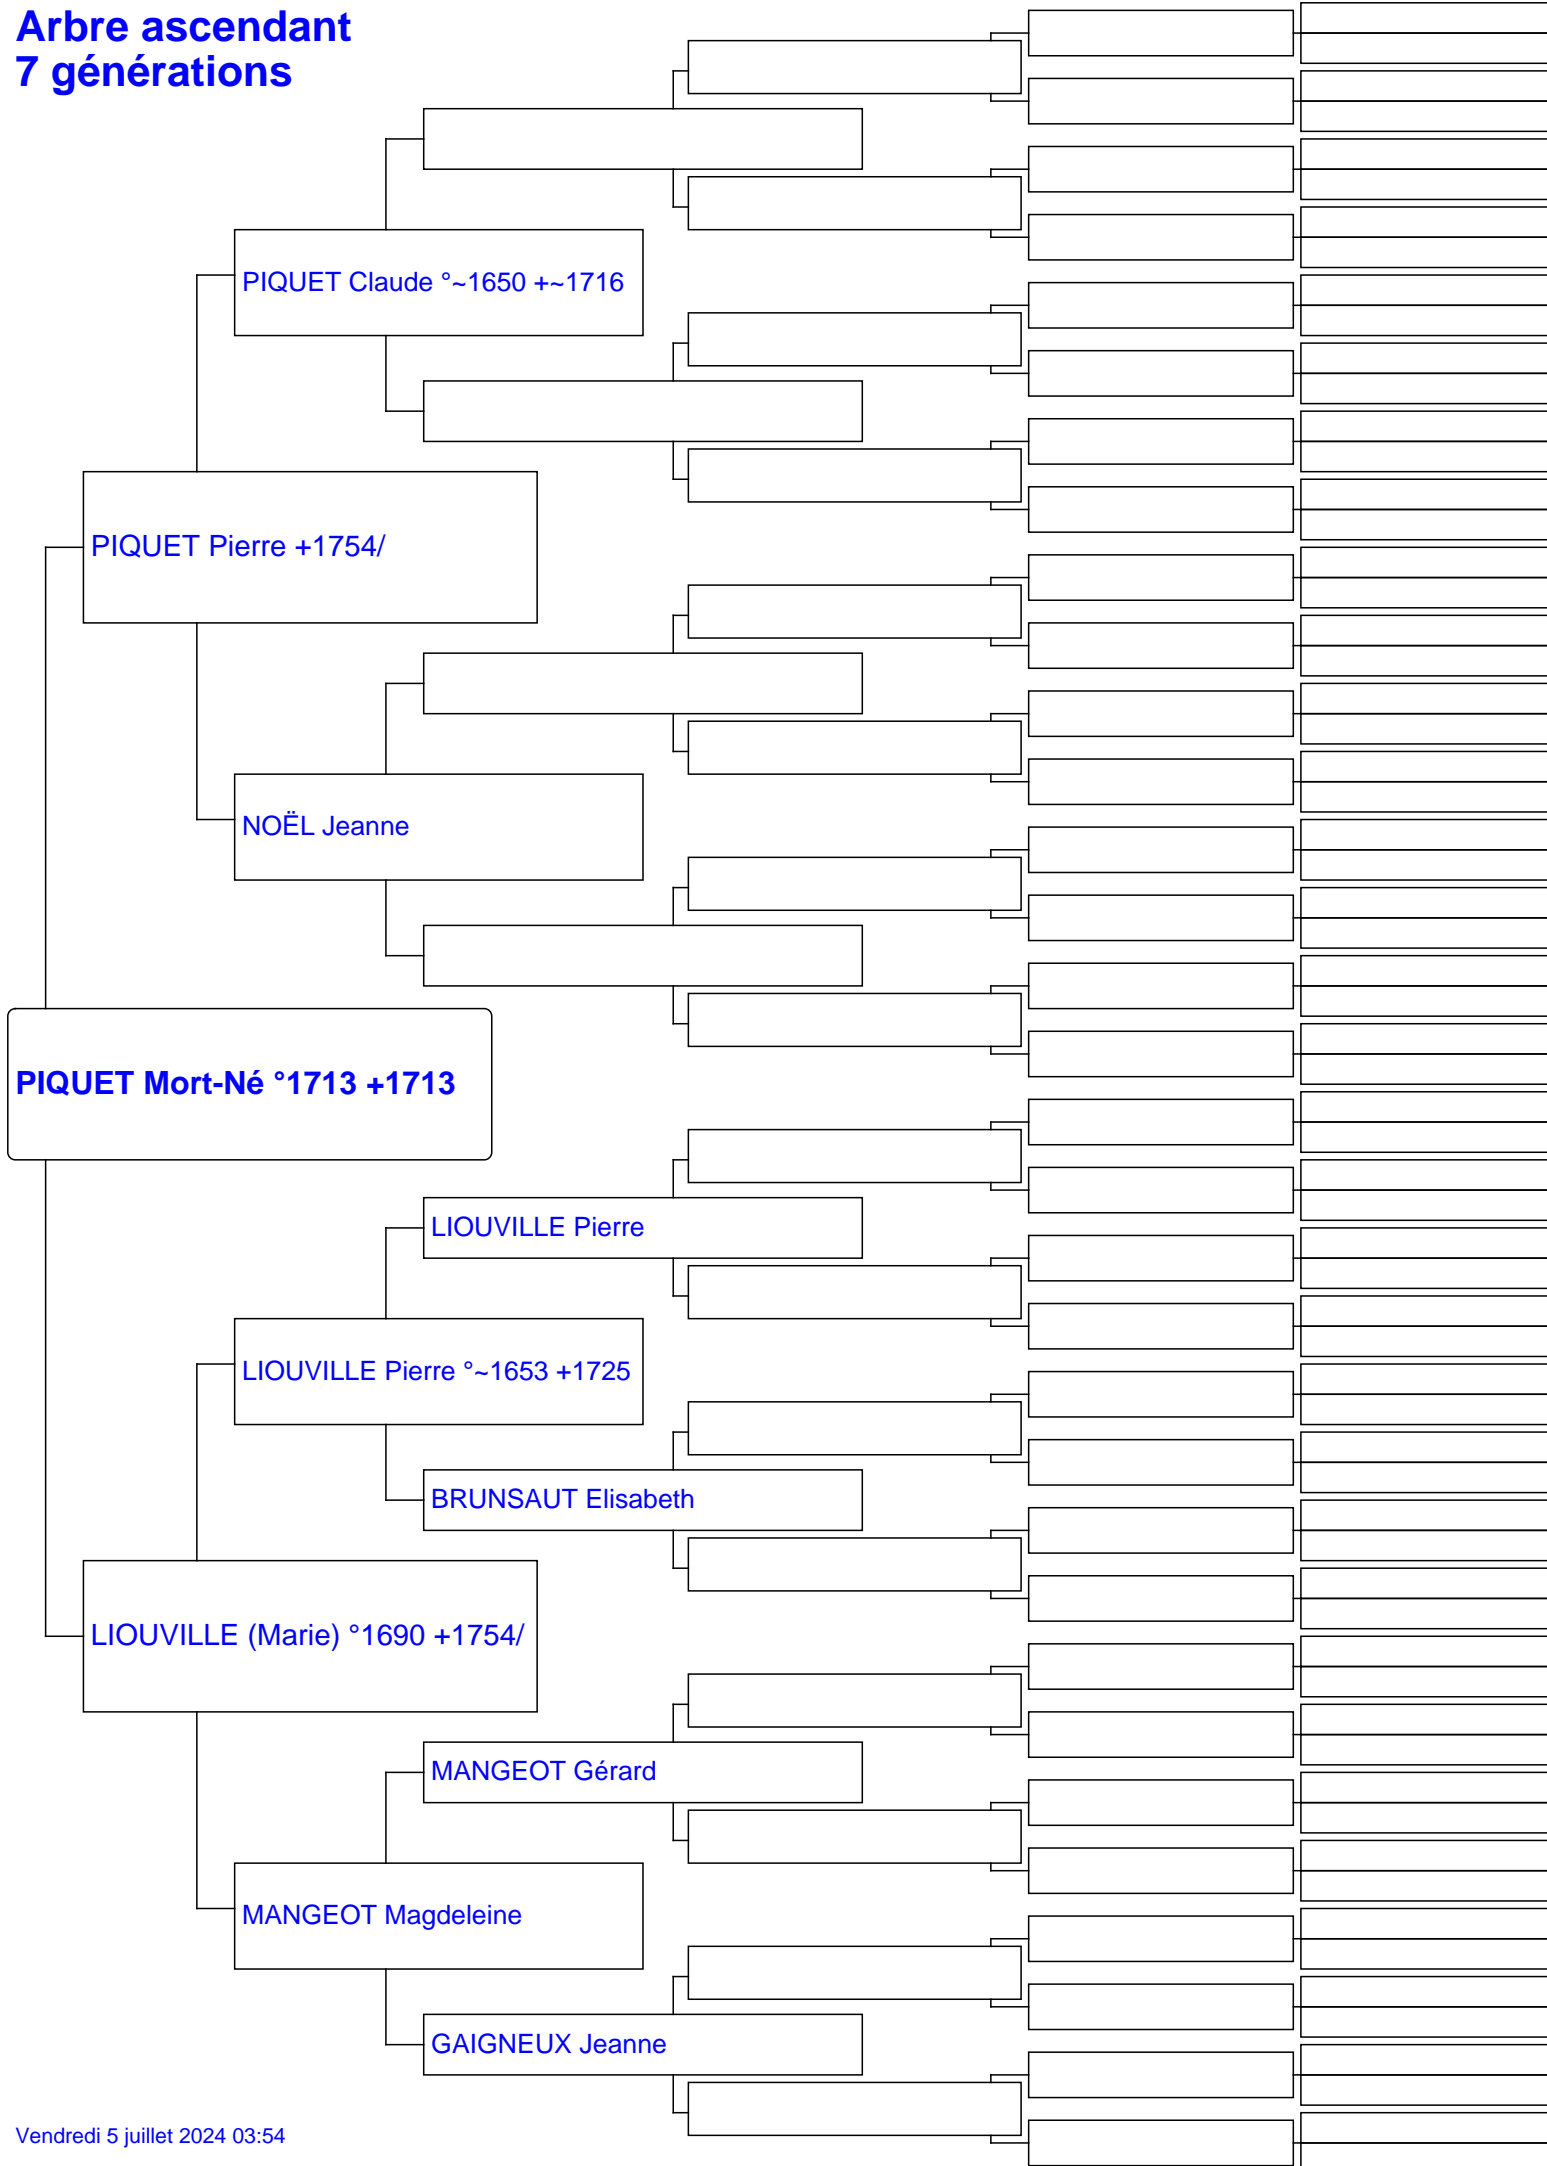 Arbre ascendant
7 générations
PIQUET Claude °~1650 +~1716
PIQUET Pierre +1754/
NOËL Jeanne
PIQUET Mort-Né °1713 +1713
LIOUVILLE Pierre
LIOUVILLE Pierre °~1653 +1725
BRUNSAUT Elisabeth
LIOUVILLE (Marie) °1690 +1754/
MANGEOT Gérard
MANGEOT Magdeleine
GAIGNEUX Jeanne
Vendredi 5 juillet 2024 03:54